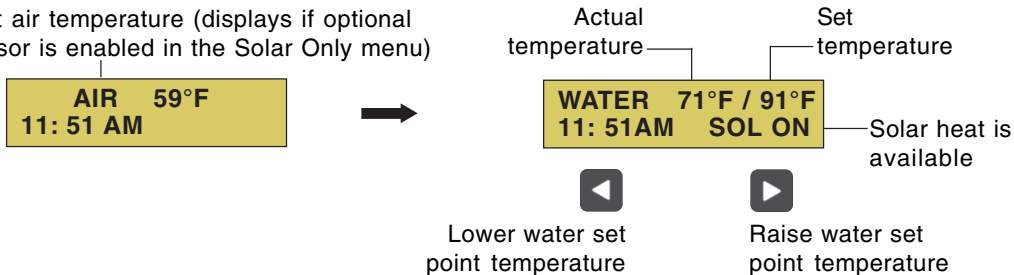 air temperature (displays if optional
is enabled in the Solar Only menu)
AIR 59°F
11: 51 AM
Actual
temperature
Set
temperature
WATER 71°F / 91°F
11: 51AM SOL ON
Solar heat is
available
Lower water set
point temperature
Raise water set
point temperature